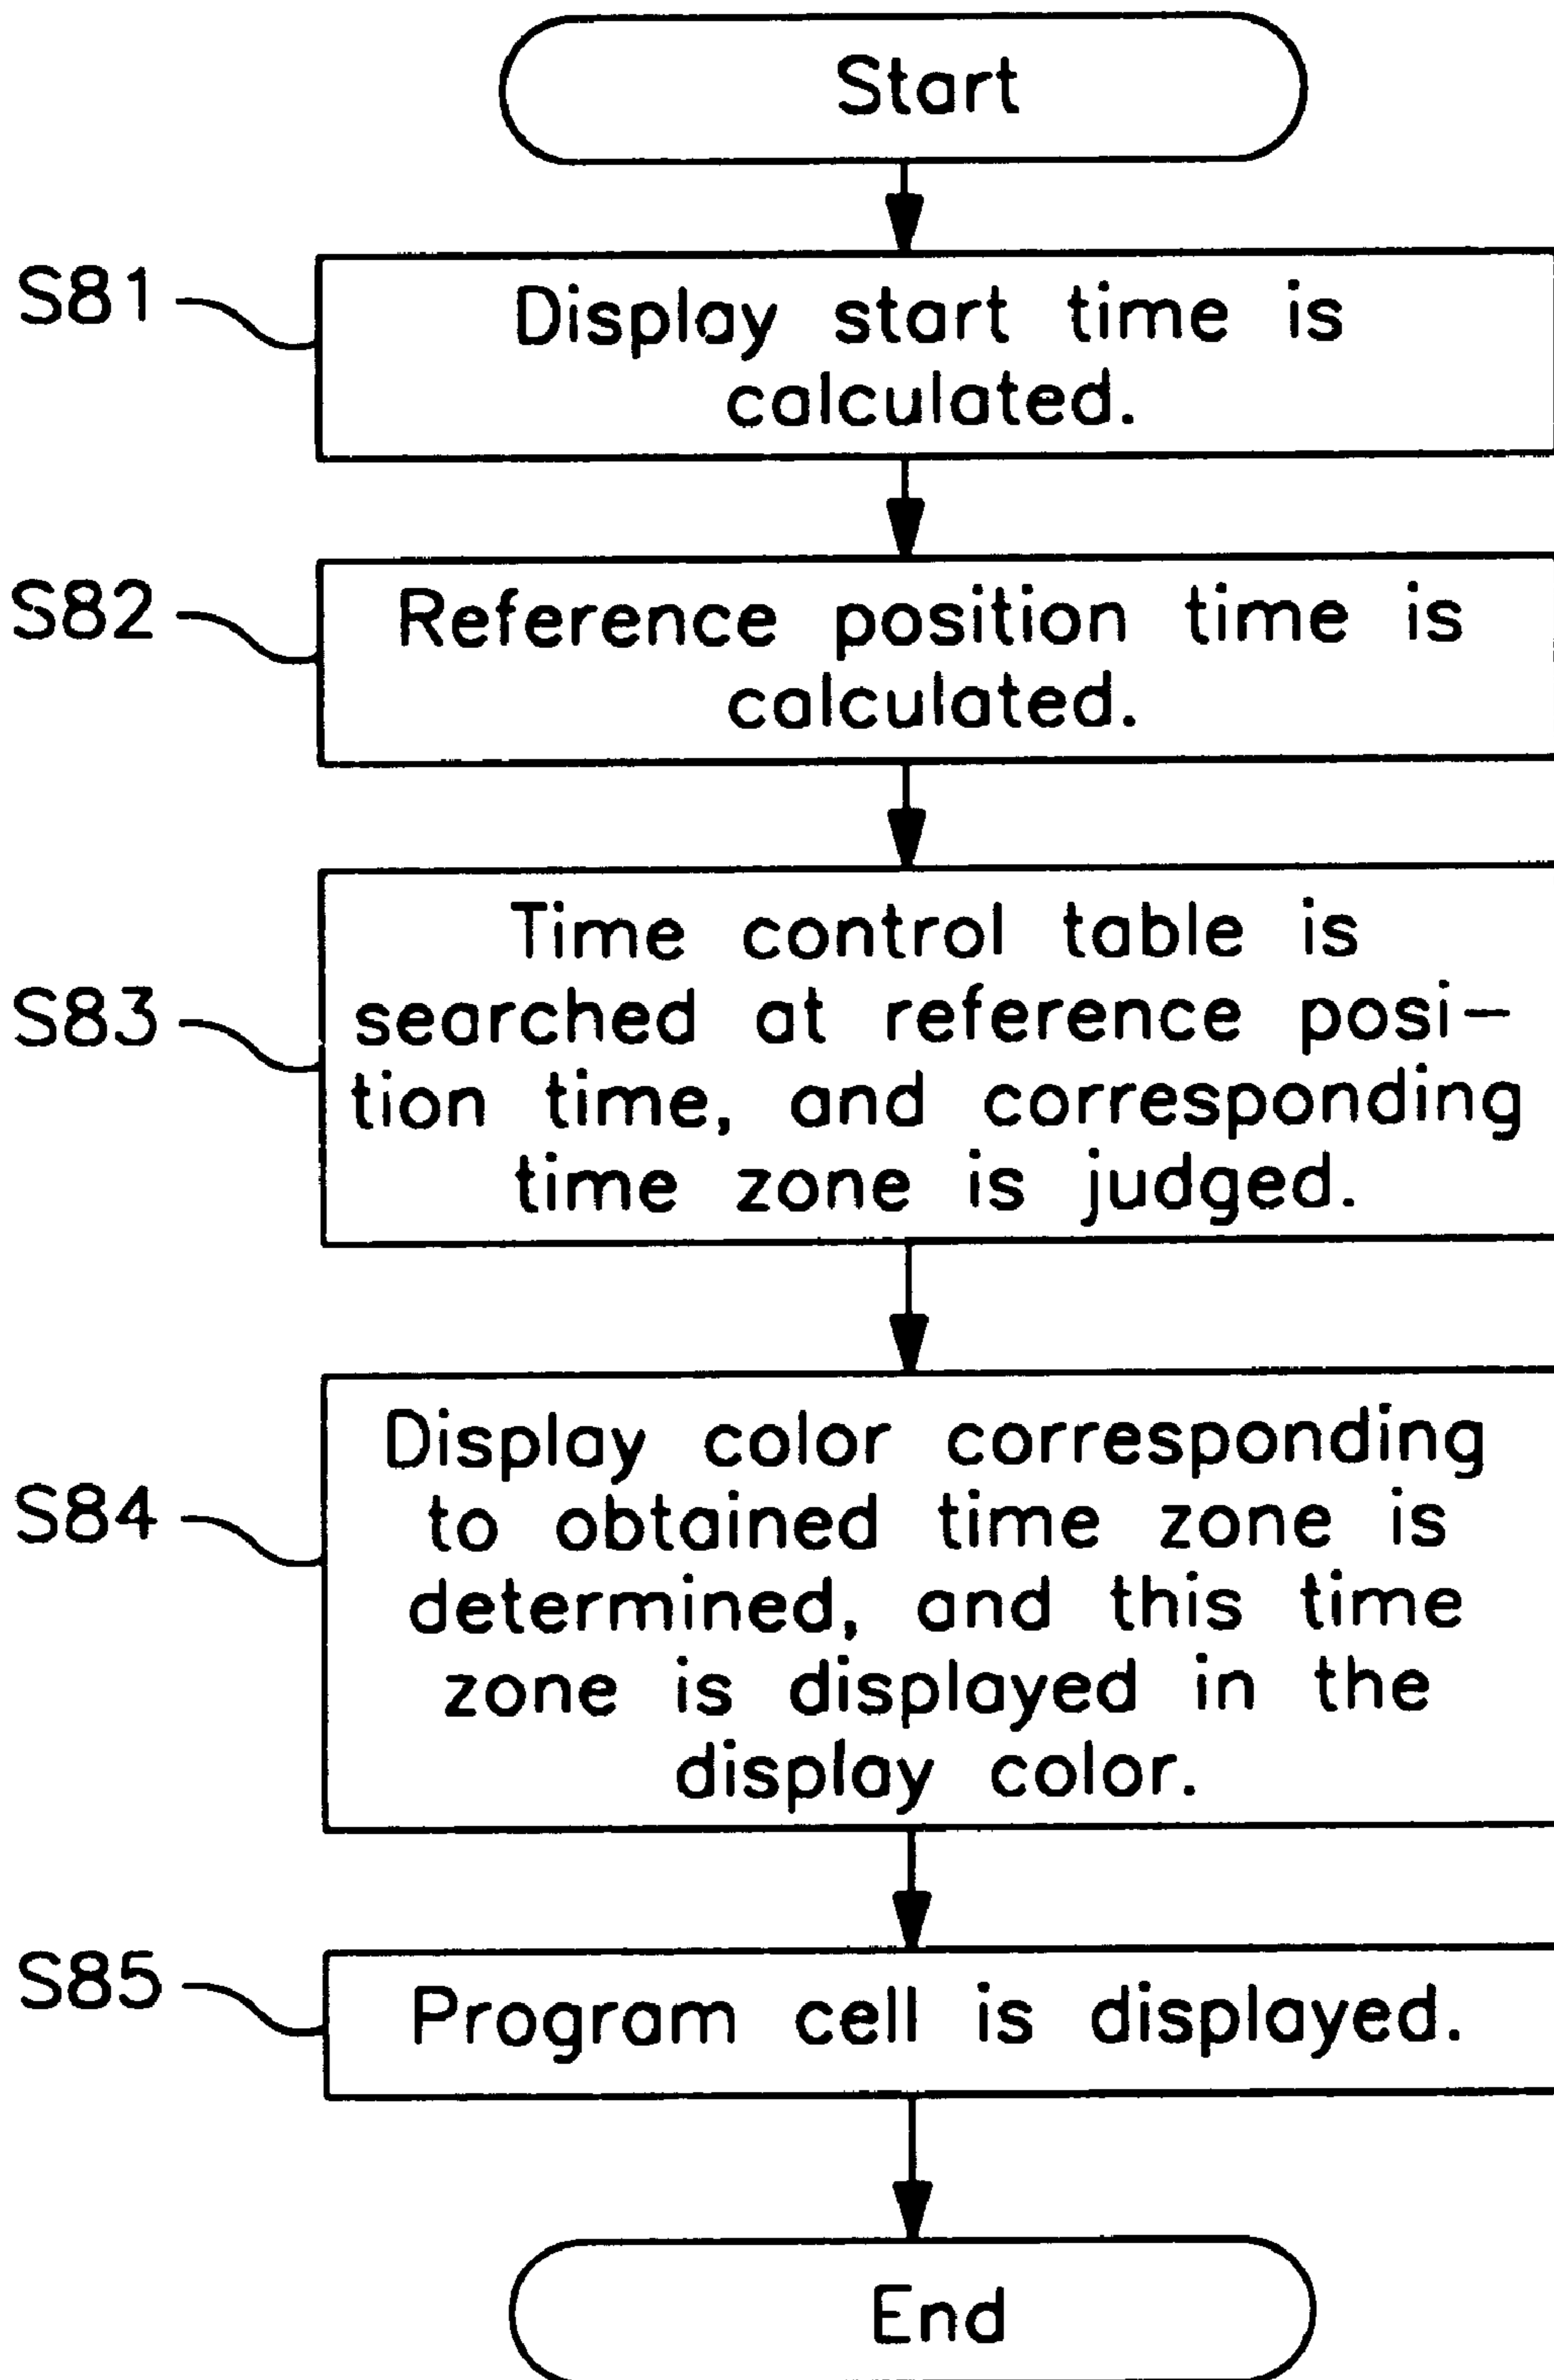 Start
S81
Display start time is
calculated.
S82
Reference position time is
calculated.
S83
Time control table is
searched at reference posi-
tion time, and corresponding
time zone is judged.
S84
Display color corresponding
to obtained time zone is
determined, and this time
zone is displayed in the
display color.
S85
Program cell is displayed.
End